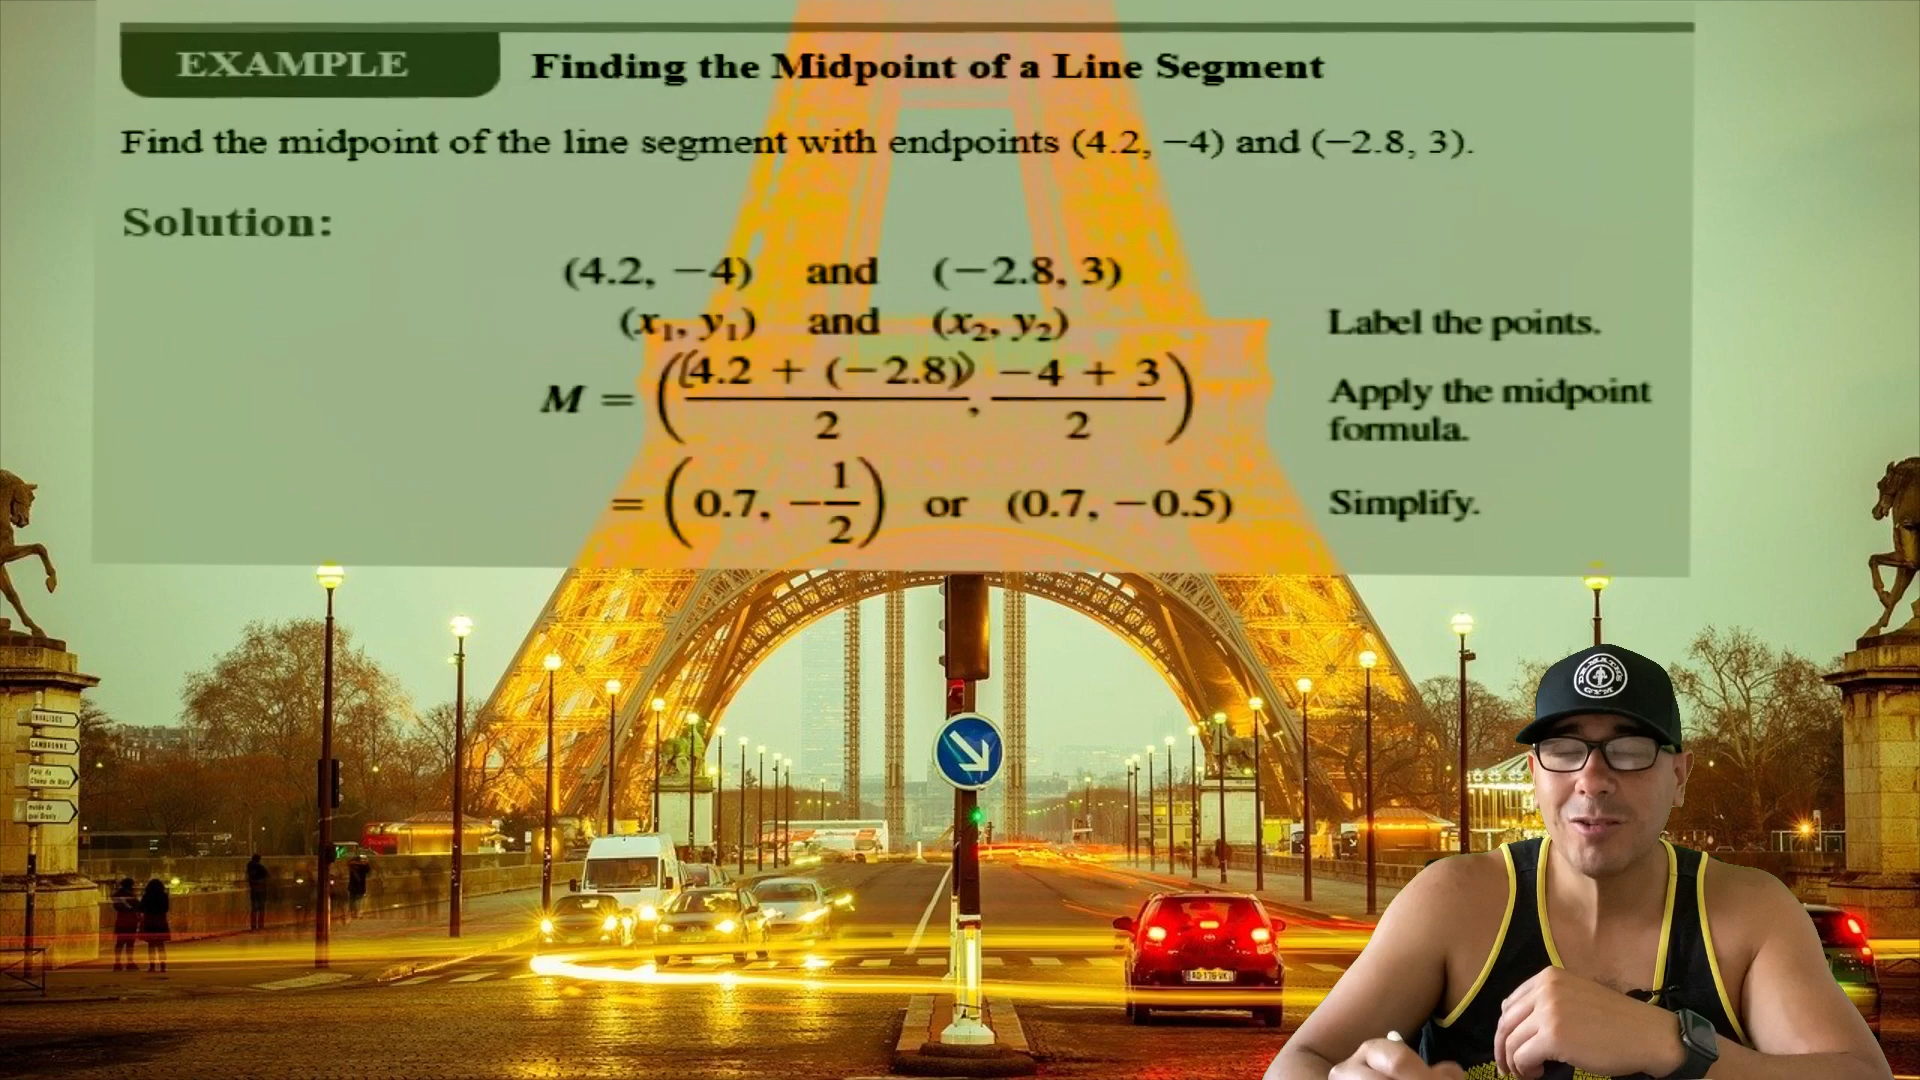 EXAMPLE Finding the Midpoint of a Line Segment
Find the midpoint of the line segment with endpoints (4.2, −4) and (−2.8, 3).
Solution:
(4.2, −4) and (−2.8, 3)
(x₁, y₁) and (x₂, y₂) Label the points.
M = ((4.2 + (−2.8))/2, (−4 + 3)/2) Apply the midpoint
formula.
= (0.7, −1/2) or (0.7, −0.5) Simplify.
INVALIDES
CAMBRONNE
GYM